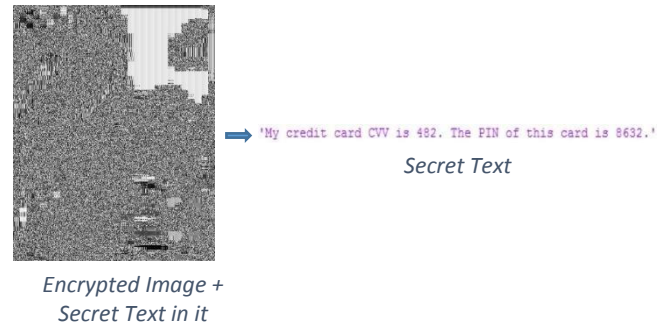 'My credit card CVV is 482. The PIN of this card is 8632.'
Secret Text
Encrypted Image +
Secret Text in it